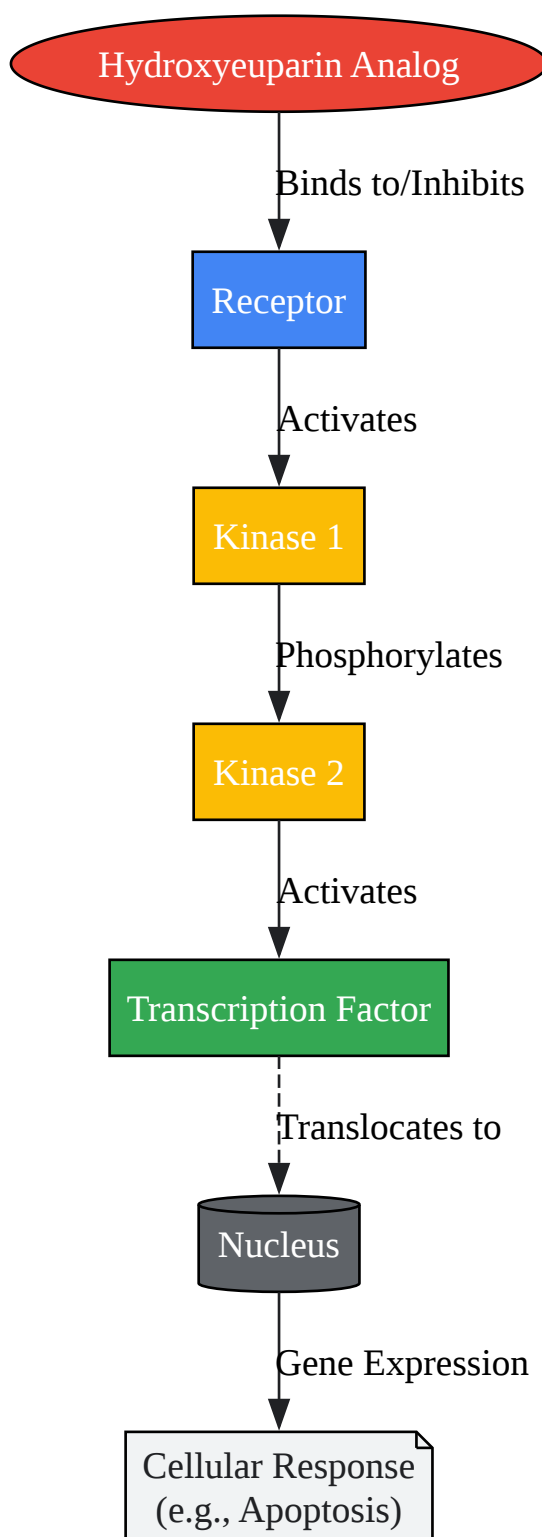 Hydroxyeuparin Analog
Binds to/Inhibits
Receptor
Activates
Kinase 1
Phosphorylates
Kinase 2
Activates
Transcription Factor
Translocates to
Nucleus
Gene Expression
Cellular Response
(e.g., Apoptosis)